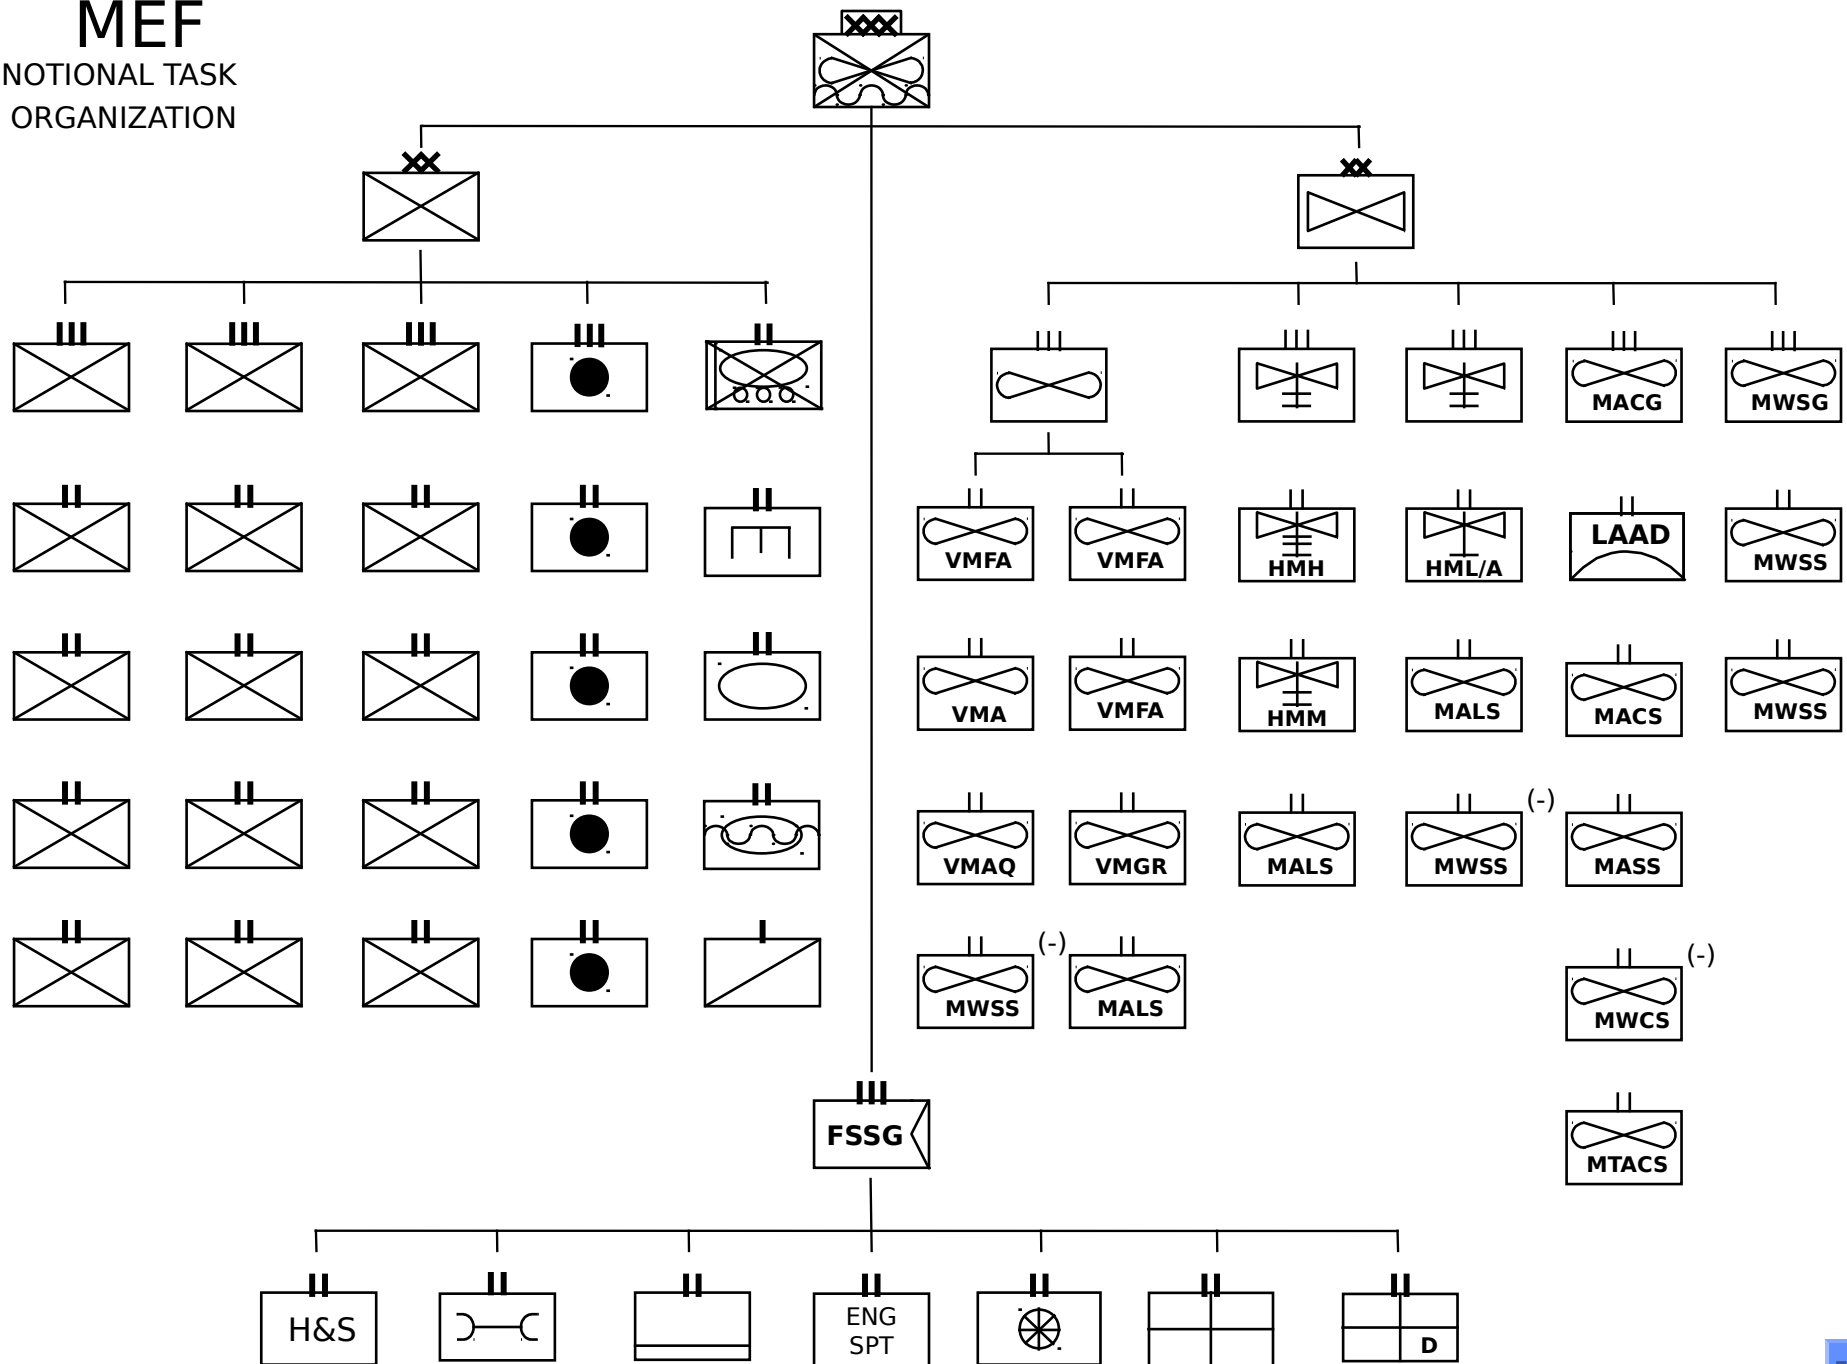 MEF
NOTIONAL TASK
ORGANIZATION
MACG
MWSG
VMFA
VMFA
HMH
HML/A
LAAD
MWSS
VMA
VMFA
HMM
MALS
MACS
MWSS
(-)
VMAQ
VMGR
MALS
MWSS
MASS
(-)
(-)
MWSS
MALS
MWCS
FSSG
MTACS
H&S
ENG
SPT
D